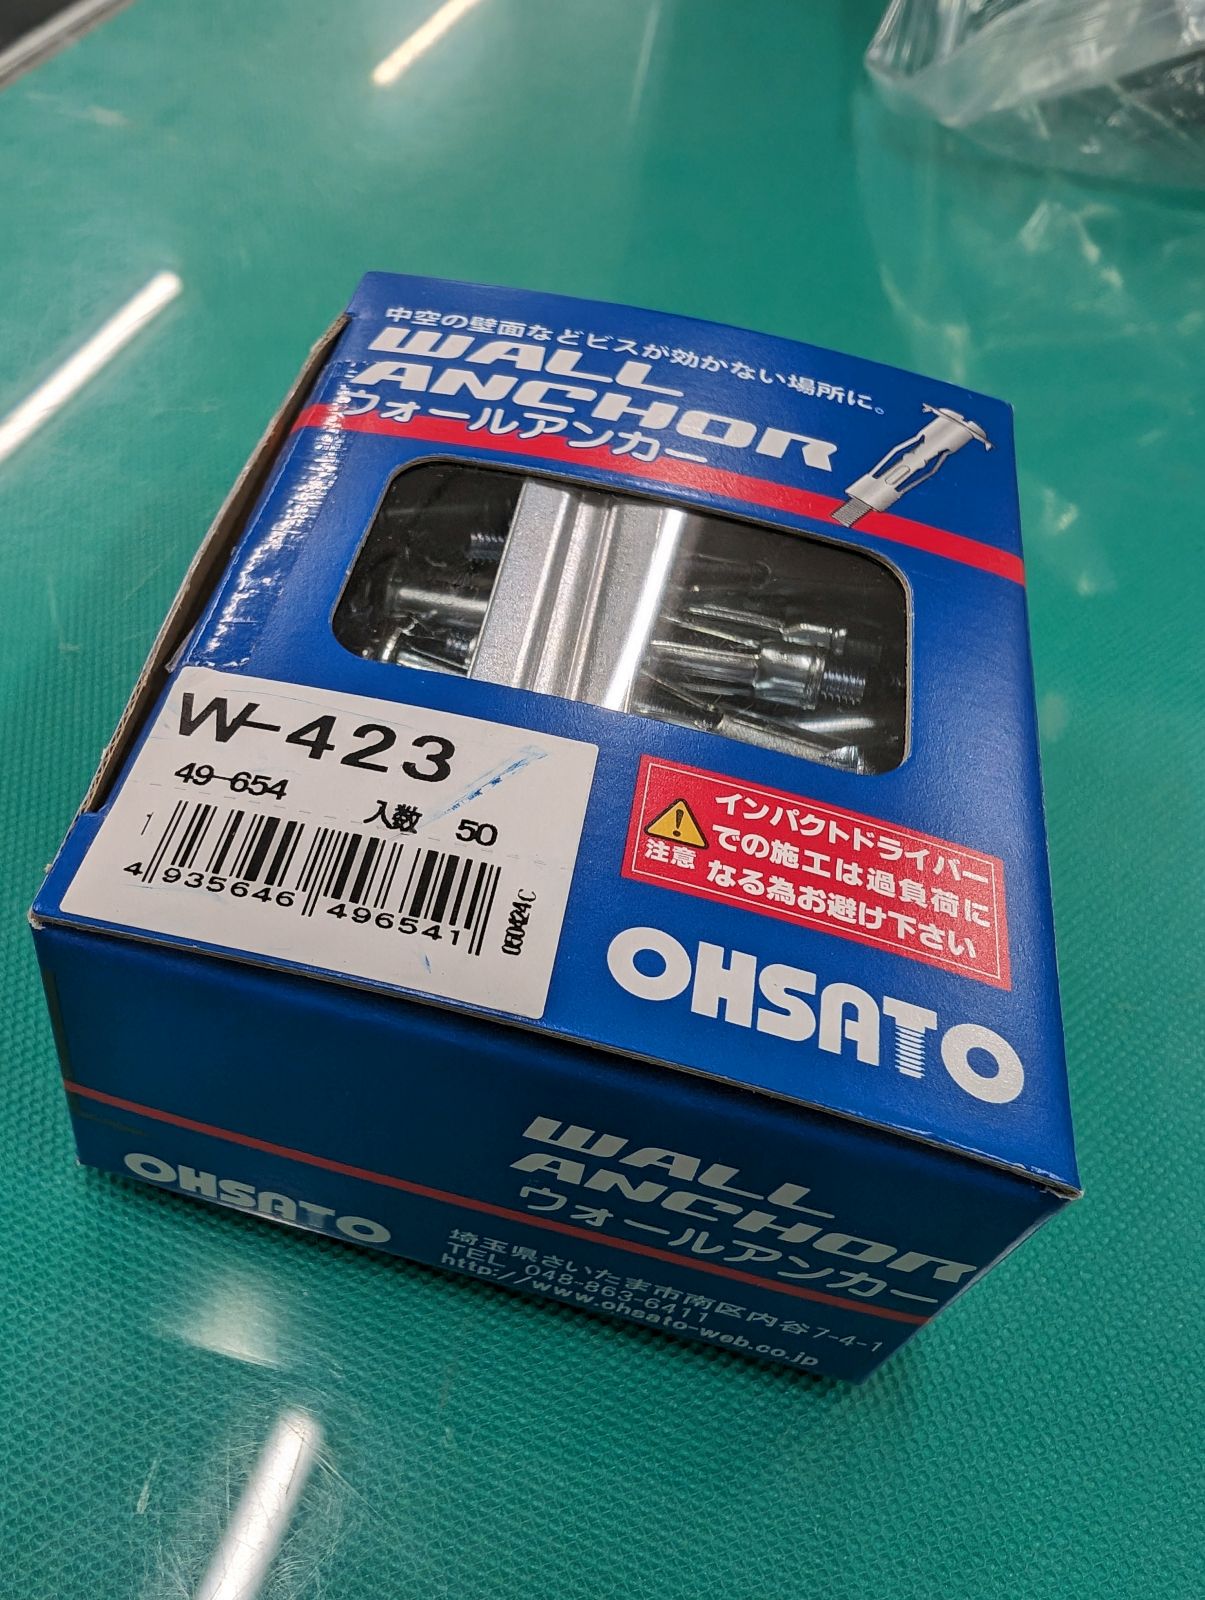 中空の壁面などビスが効かない場所に。
WALL
ANCHOR
ウォールアンカー
W-423
49-654
入数 50
1
4 935646 496541
050424C
注意
インパクトドライバー
での施工は過負荷に
なる為お避け下さい
OHSATO
WALL
ANCHOR
ウォールアンカー
OHSATO
埼玉県さいたま市南区内谷7-4-1
TEL 048-863-6411
http://www.ohsato-web.co.jp